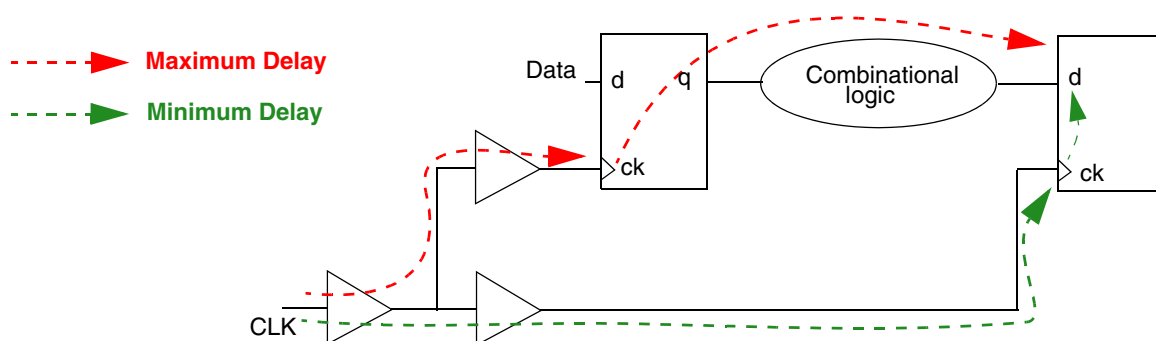 Maximum Delay
Minimum Delay
Data
d
q
ck
Combinational
logic
d
ck
CLK